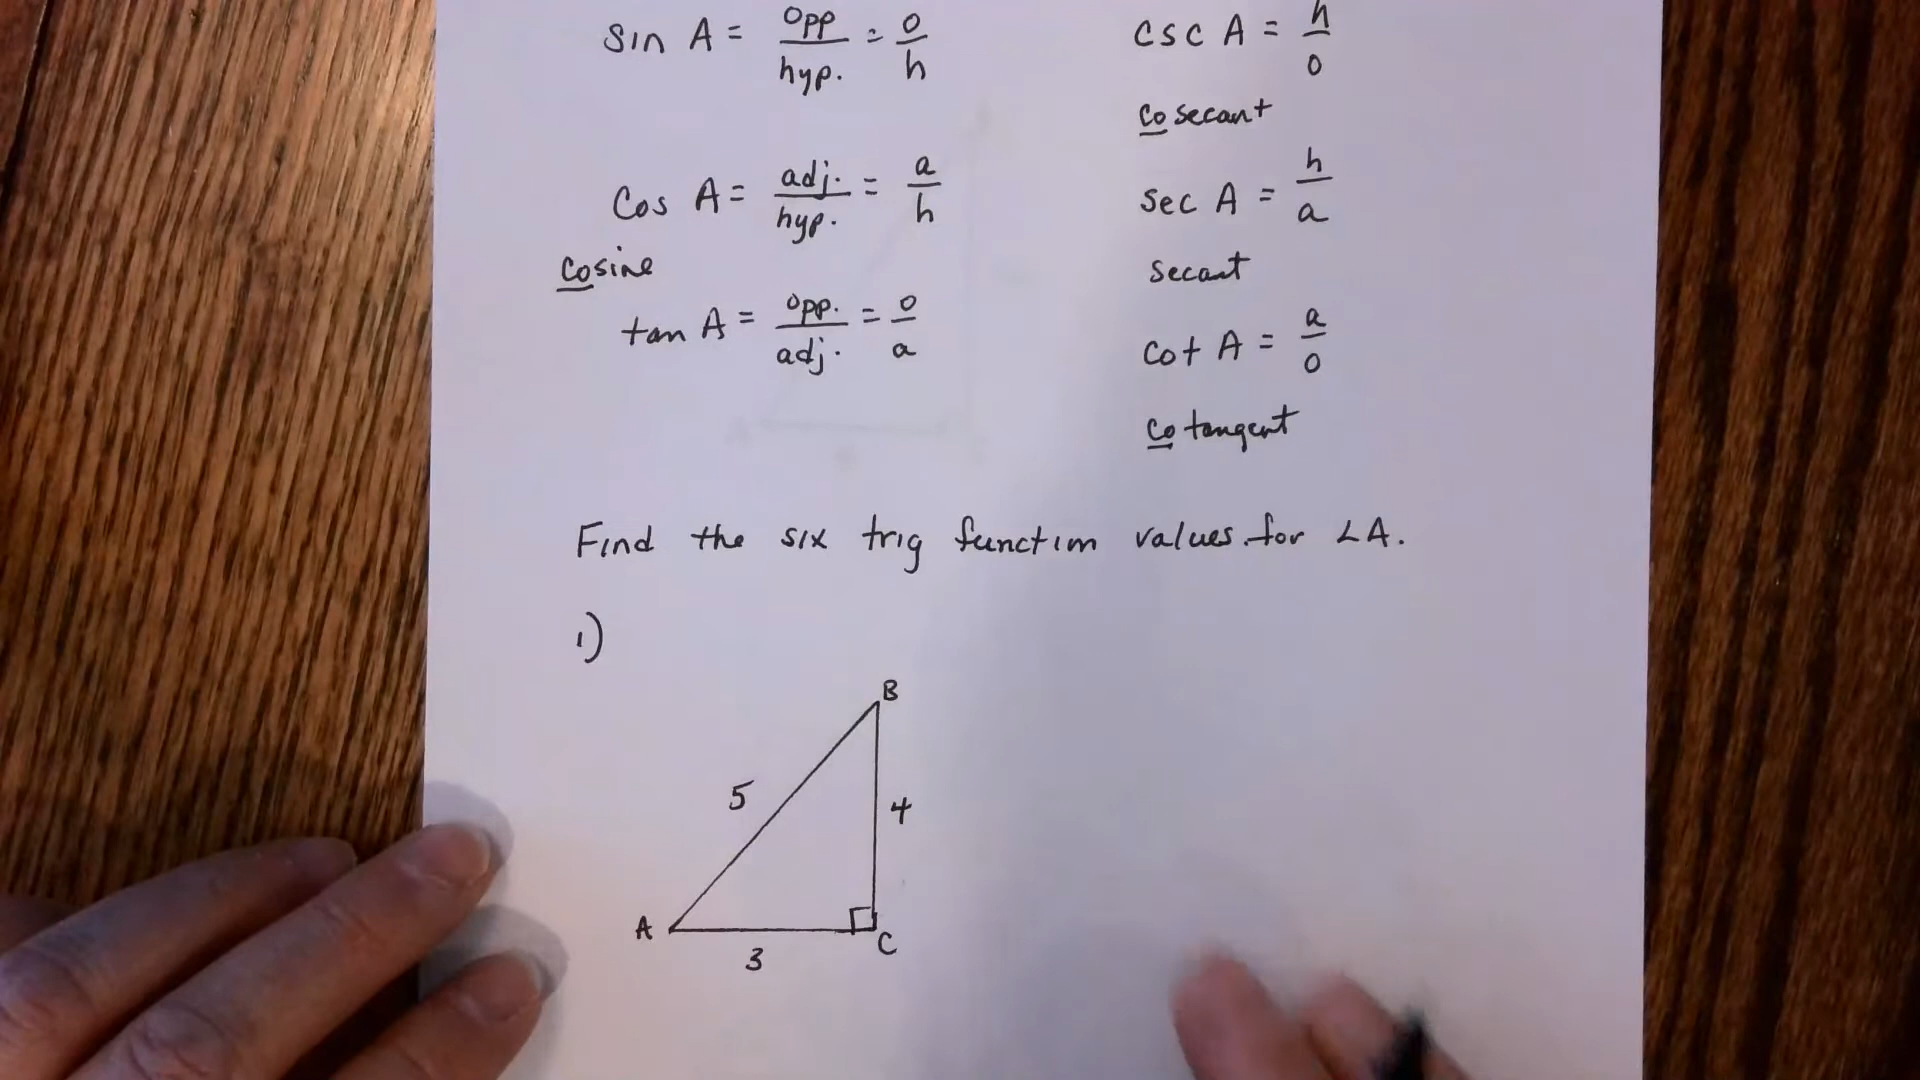 sin A = opp/hyp. = o/h
csc A = h/o
cosecant
cos A = adj./hyp. = a/h
sec A = h/a
cosine
secant
tan A = opp./adj. = o/a
cot A = a/o
cotangent
Find the six trig function values for ∠A.
1)
B
5
4
A
C
3